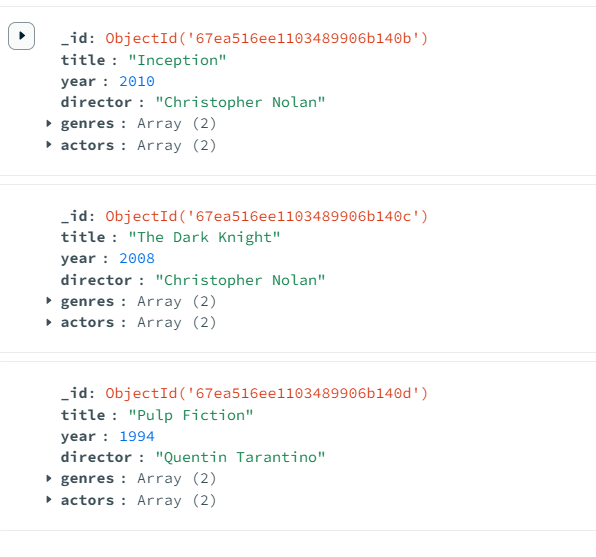 _id: ObjectId('67ea516ee1103489906b140b')
title : "Inception"
year : 2010
director : "Christopher Nolan"
genres : Array (2)
actors : Array (2)
_id: ObjectId('67ea516ee1103489906b140c')
title : "The Dark Knight"
year : 2008
director : "Christopher Nolan"
genres : Array (2)
actors : Array (2)
_id: ObjectId('67ea516ee1103489906b140d')
title : "Pulp Fiction"
year : 1994
director : "Quentin Tarantino"
genres : Array (2)
actors : Array (2)